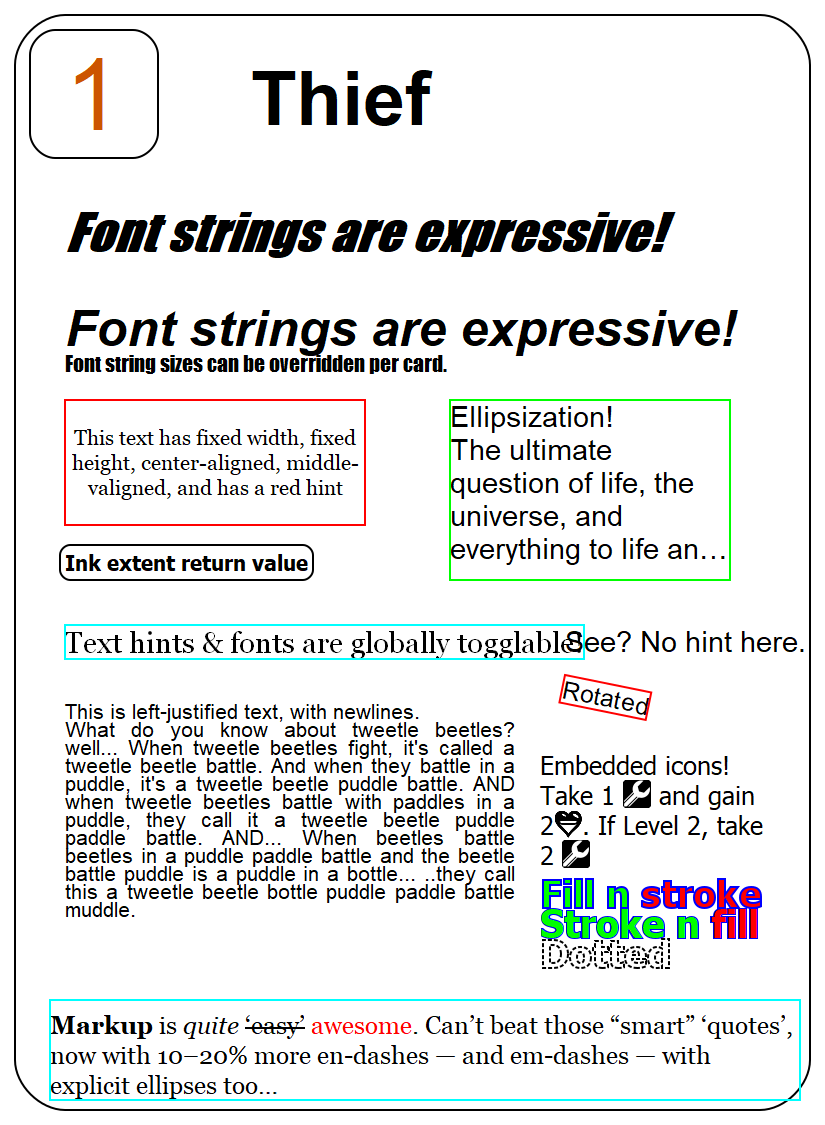 1
Thief
Font strings are expressive!
Font strings are expressive!
Font string sizes can be overridden per card.
This text has fixed width, fixed
height, center-aligned, middle-
valigned, and has a red hint
Ellipsization!
The ultimate
question of life, the
universe, and
everything to life an…
Ink extent return value
Text hints & fonts are globally togglable!
See? No hint here.
Rotated
This is left-justified text, with newlines.
What do you know about tweetle beetles?
well... When tweetle beetles fight, it's called a
tweetle beetle battle. And when they battle in a
puddle, it's a tweetle beetle puddle battle. AND
when tweetle beetles battle with paddles in a
puddle, they call it a tweetle beetle puddle
paddle battle. AND... When beetles battle
beetles in a puddle paddle battle and the beetle
battle puddle is a puddle in a bottle... ..they call
this a tweetle beetle bottle puddle paddle battle
muddle.
Embedded icons!
Take 1 and gain
2. If Level 2, take
2
Fill n stroke
Stroke n fill
Dotted
Markup is quite ‘easy’ awesome. Can’t beat those “smart” ‘quotes’,
now with 10–20% more en-dashes — and em-dashes — with
explicit ellipses too…